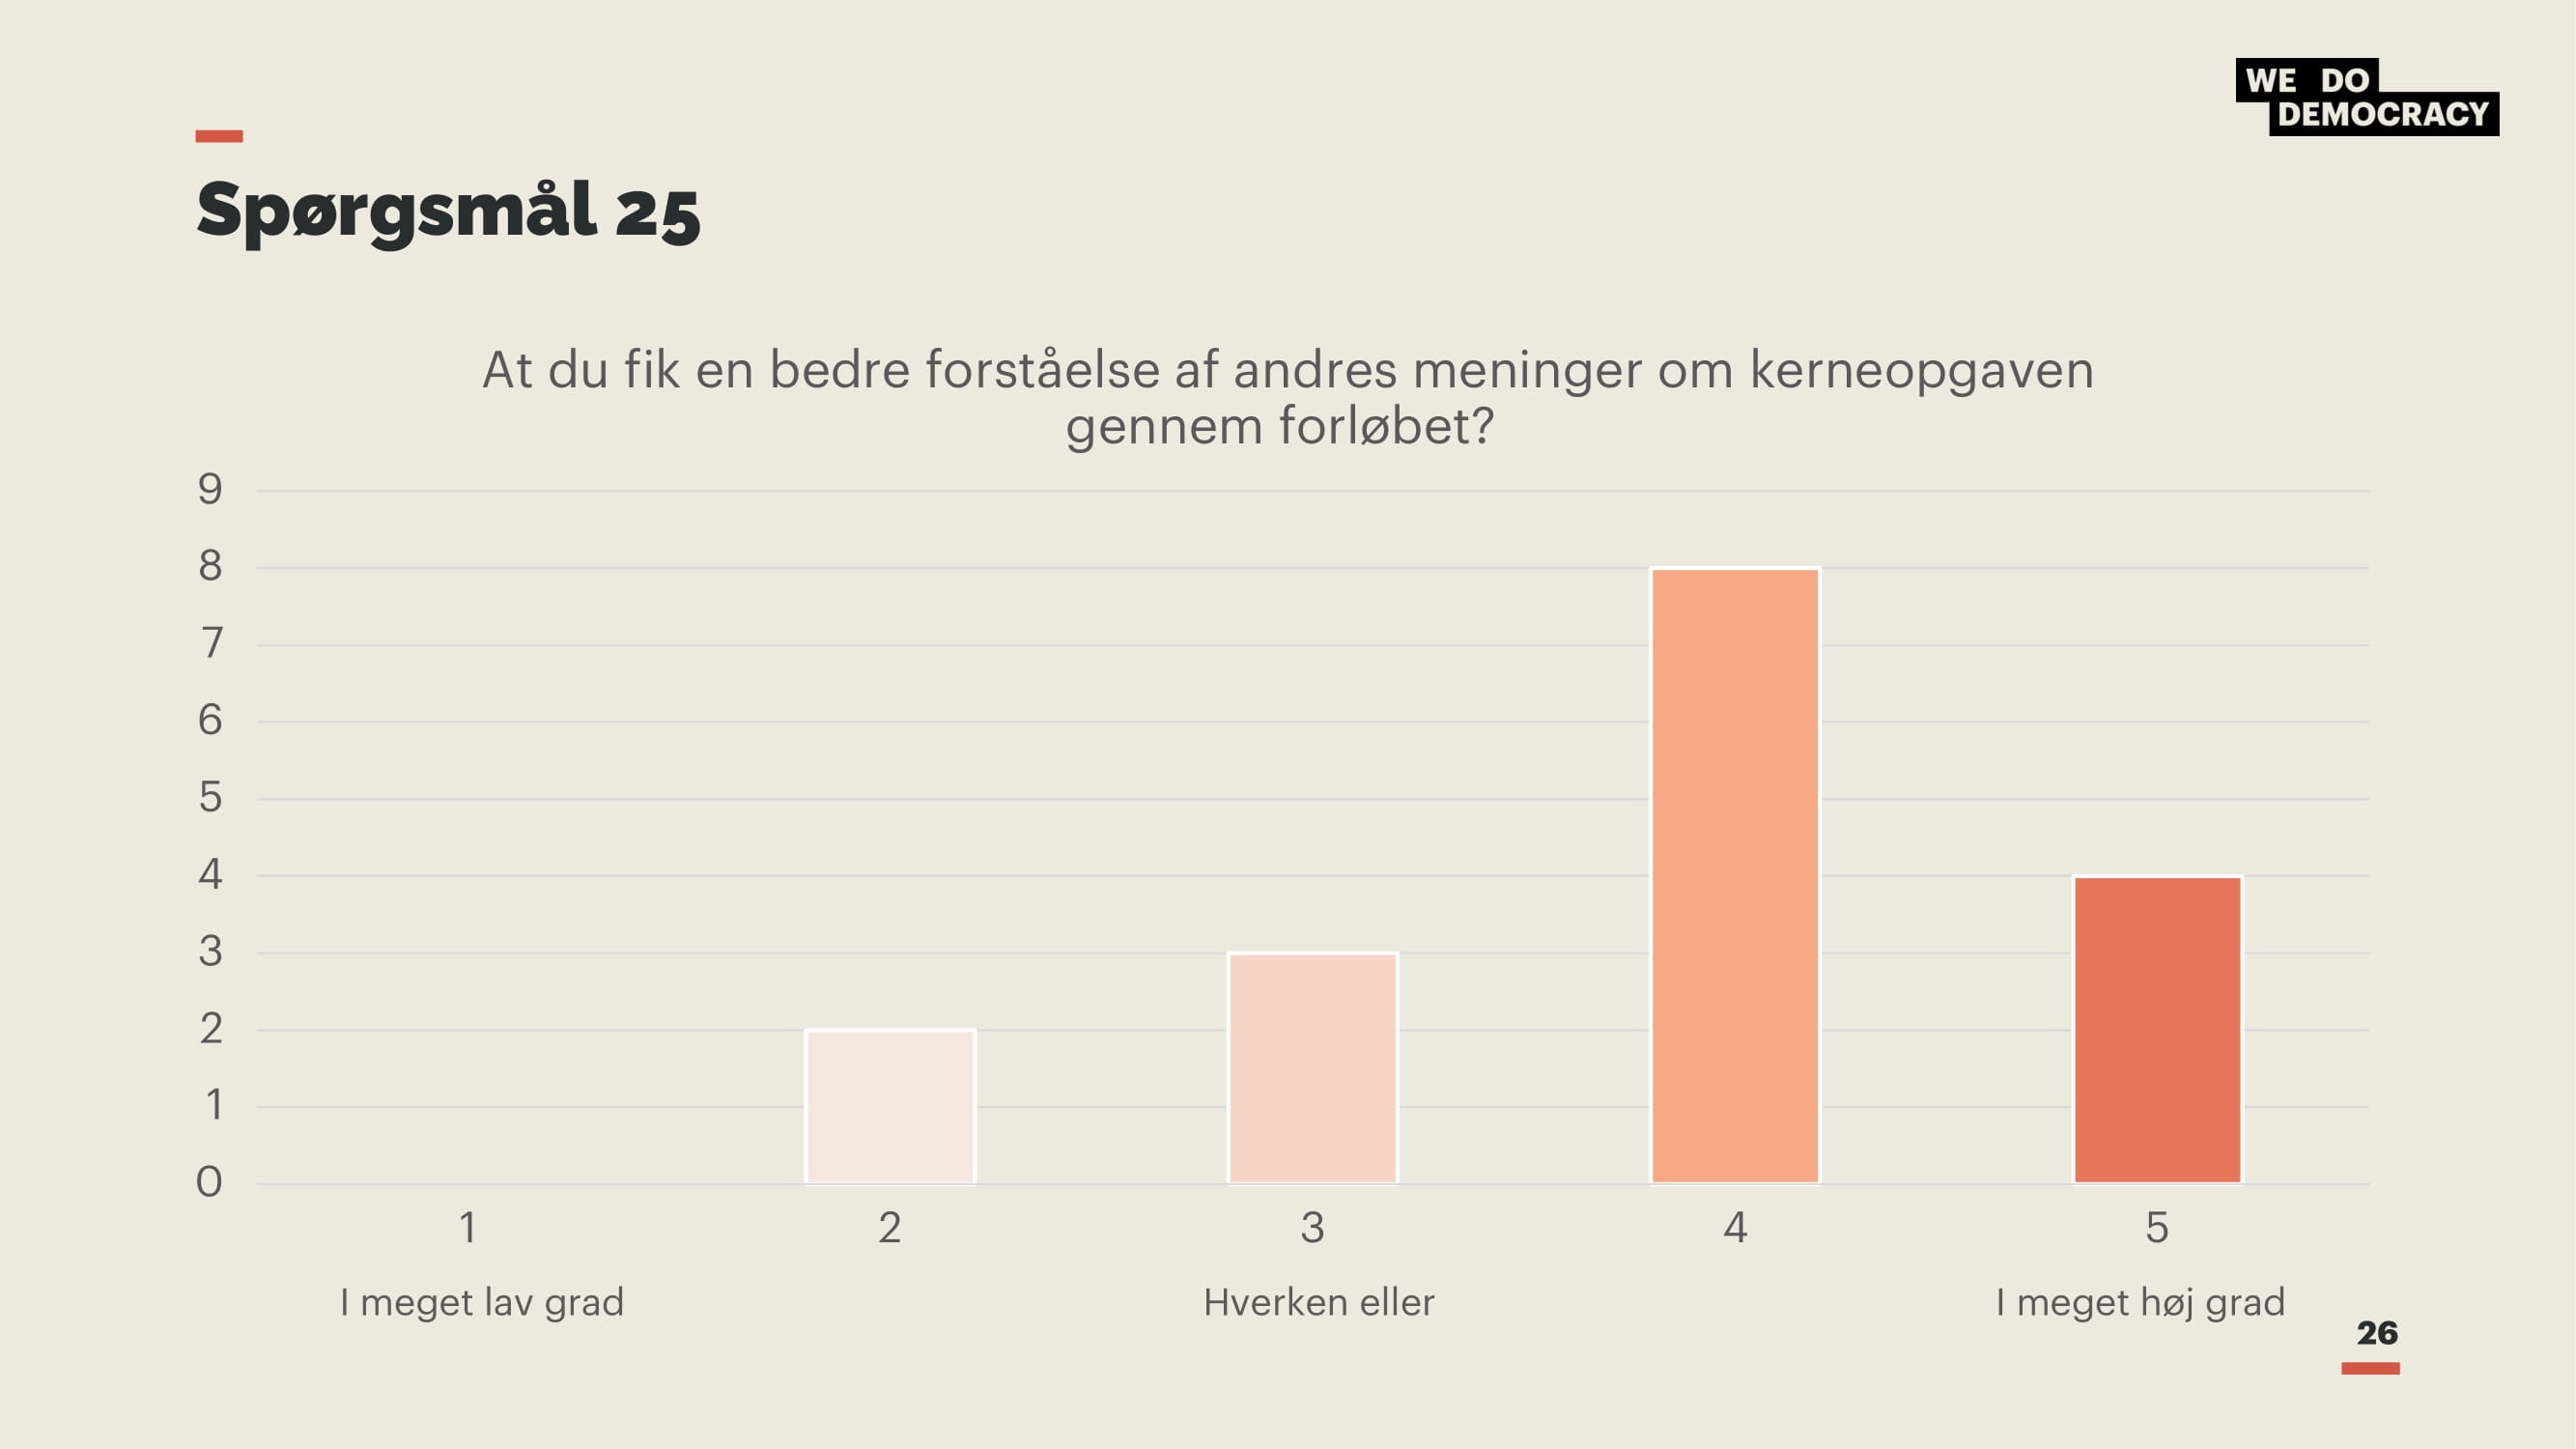 WE DO
DEMOCRACY
Spørgsmål 25
At du fik en bedre forståelse af andres meninger om kerneopgaven
gennem forløbet?
9
8
7
6
5
4
3
2
1
0
1 2 3 4 5
I meget lav grad Hverken eller I meget høj grad
26